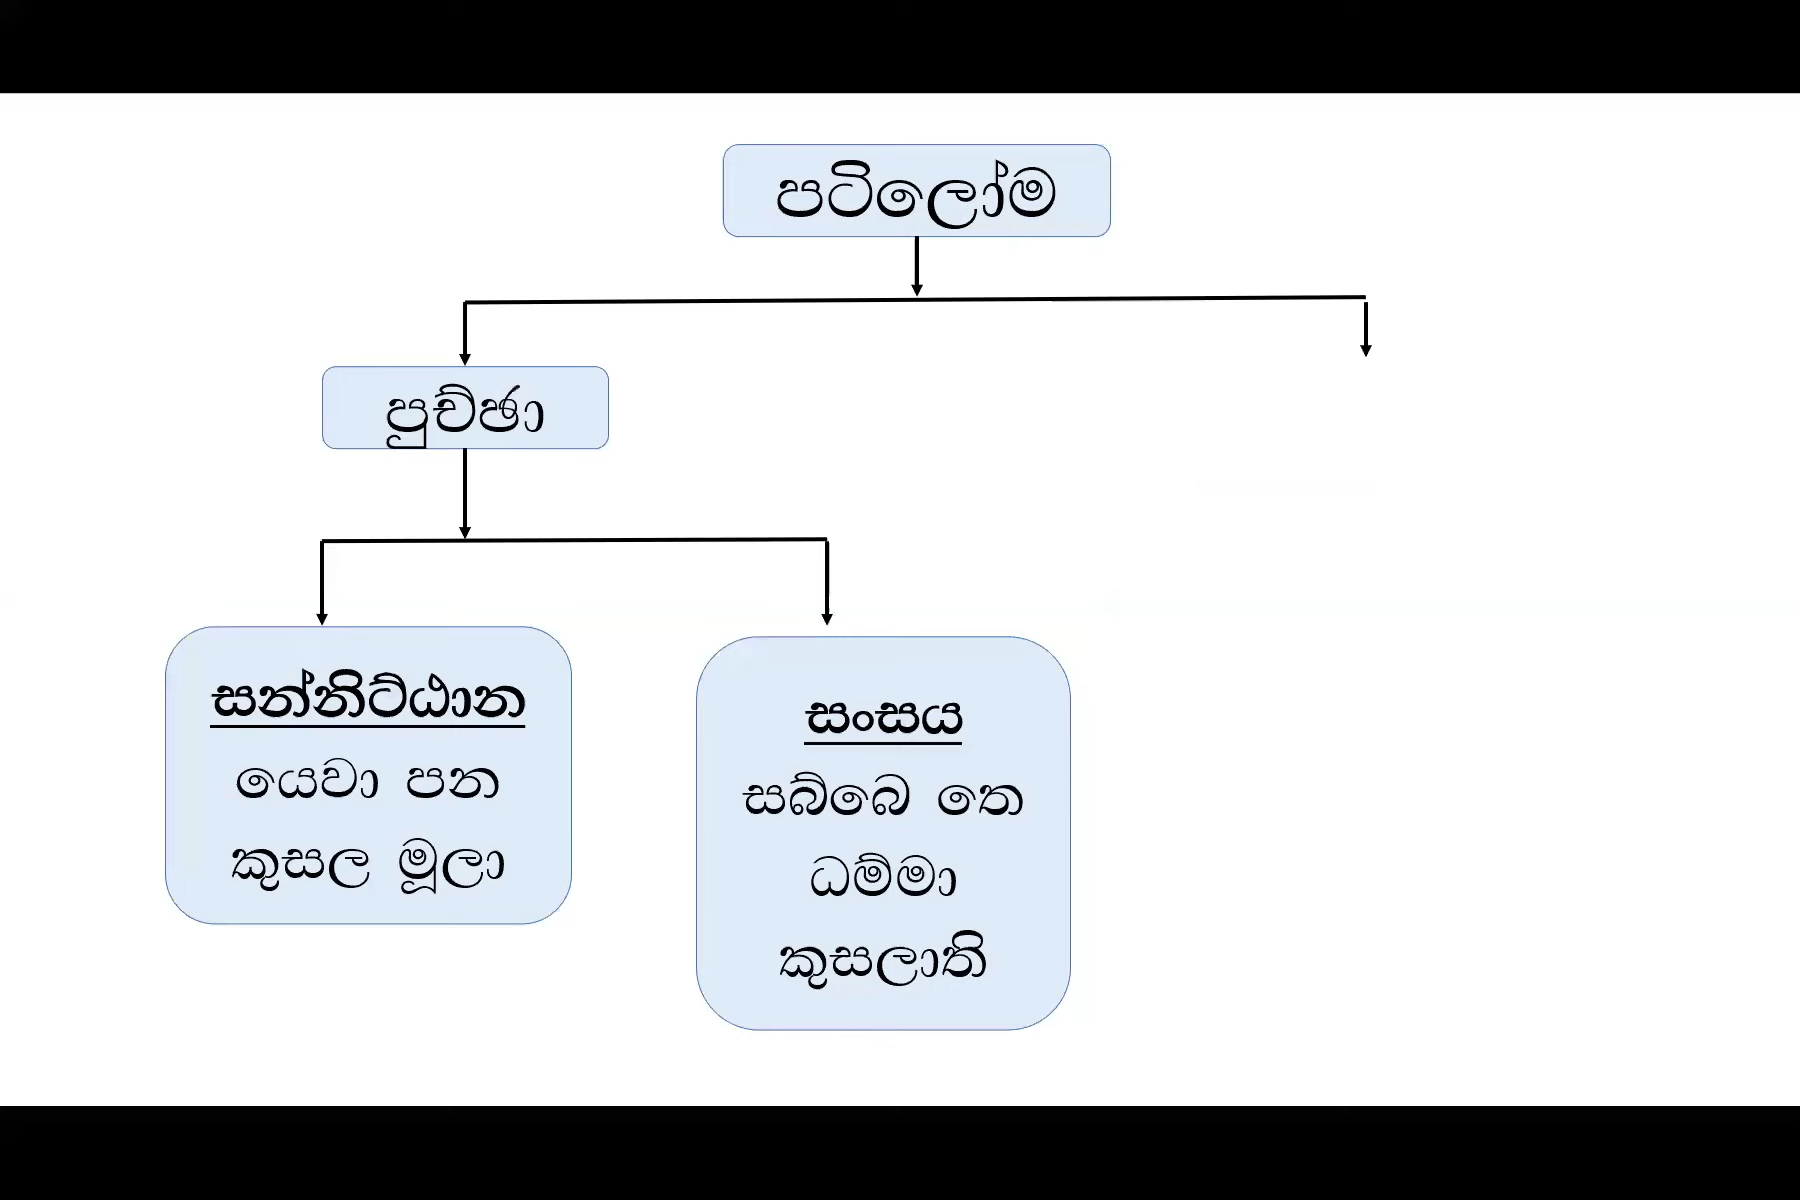 පටිලෝම
පුච්ඡා
සන්නිට්ඨාන
යෙවා පන
කුසල මූලා
සංසය
සබ්බෙ තෙ
ධම්මා
කුසලාති